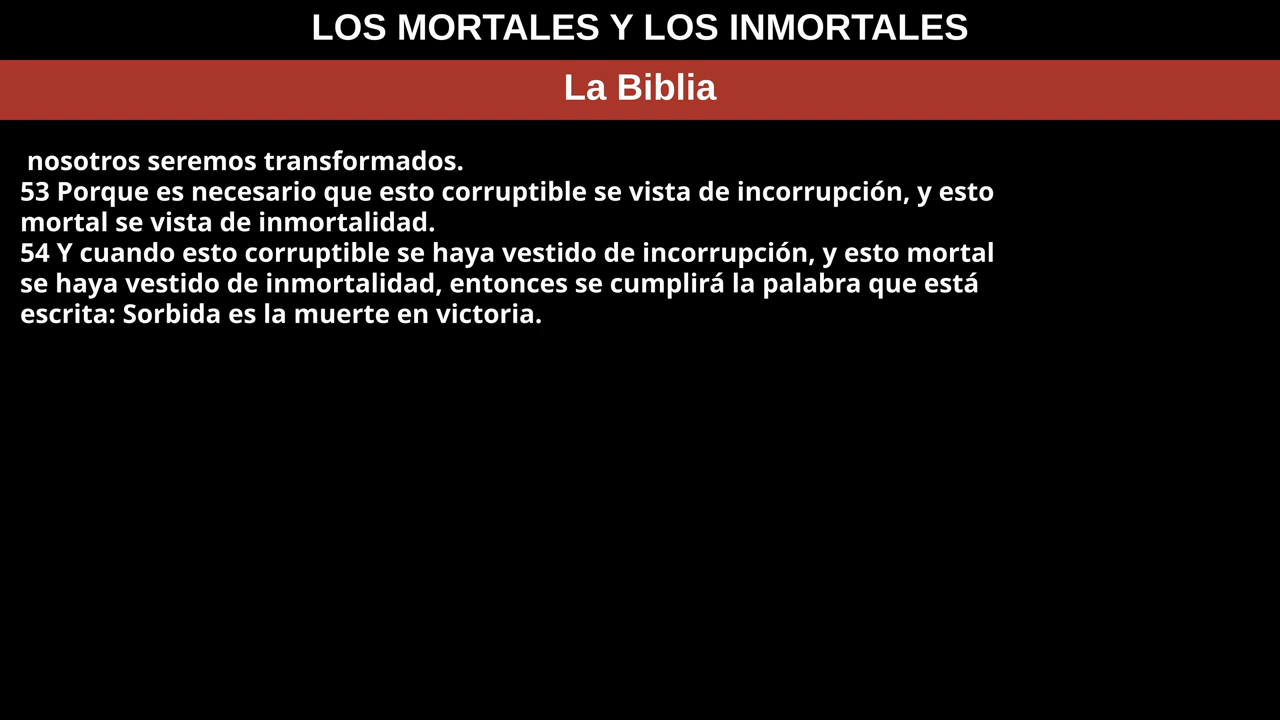 LOS MORTALES Y LOS INMORTALES
La Biblia
nosotros seremos transformados.
53 Porque es necesario que esto corruptible se vista de incorrupción, y esto
mortal se vista de inmortalidad.
54 Y cuando esto corruptible se haya vestido de incorrupción, y esto mortal
se haya vestido de inmortalidad, entonces se cumplirá la palabra que está
escrita: Sorbida es la muerte en victoria.